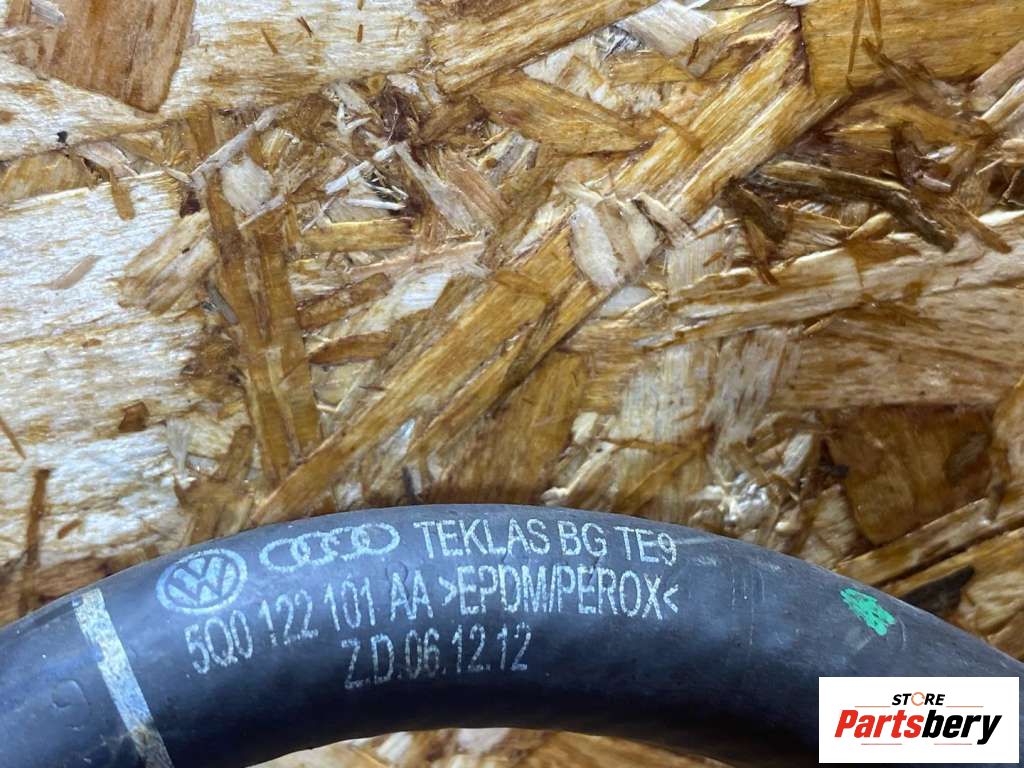 TEKLAS BG TE9
5Q0 122 101 AA >EPDM/PEROX<
Z.D.06.12.12
STORE
Partsbery